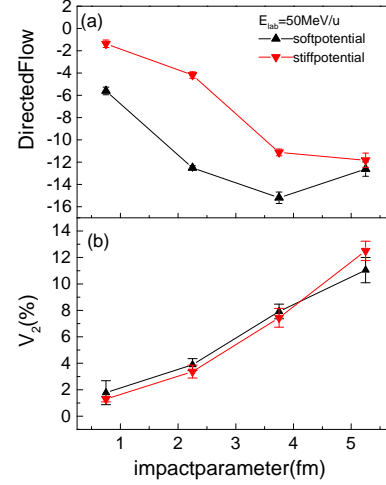 (a)
E_lab=50MeV/u
softpotential
stiffpotential
DirectedFlow
0
-2
-4
-6
-8
-10
-12
-14
-16
(b)
V_2(%)
14
12
10
8
6
4
2
0
1 2 3 4 5
impactparameter(fm)